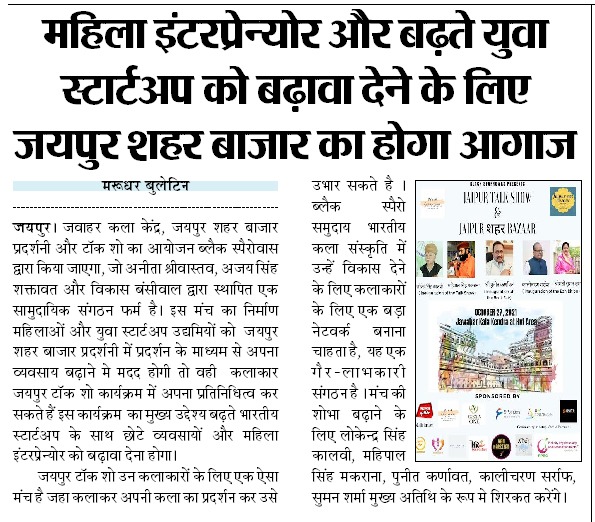 महिला इंटरप्रेन्योर और बढ़ते युवा
स्टार्टअप को बढ़ावा देने के लिए
जयपुर शहर बाजार का होगा आगाज
मरूधर बुलेटिन
जयपुर। जवाहर कला केंद्र, जयपुर शहर बाजार
प्रदर्शनी और टॉक शो का आयोजन ब्लैक स्पैरोवास
द्वारा किया जाएगा, जो अनीता श्रीवास्तव, अजय सिंह
शक्तावत और विकास बंसीवाल द्वारा स्थापित एक
सामुदायिक संगठन फर्म है। इस मंच का निर्माण
महिलाओं और युवा स्टार्टअप उद्यमियों को जयपुर
शहर बाजार प्रदर्शनी में प्रदर्शन के माध्यम से अपना
व्यवसाय बढ़ाने मे मदद होगी तो वही कलाकार
जयपुर टॉक शो कार्यक्रम में अपना प्रतिनिधित्व कर
सकते हैं इस कार्यक्रम का मुख्य उद्देश्य बढ़ते भारतीय
स्टार्टअप के साथ छोटे व्यवसायों और महिला
इंटरप्रेन्योर को बढ़ावा देना होगा।
जयपुर टॉक शो उन कलाकारों के लिए एक ऐसा
मंच है जहा कलाकर अपनी कला का प्रदर्शन कर उसे
उभार सकते है ।
ब्लैक स्पैरो
समुदाय भारतीय
कला संस्कृति में
उन्हें विकास देने
के लिए कलाकारों
के लिए एक बड़ा
नेटवर्क बनाना
चाहता है, यह एक
गैर-लाभकारी
संगठन है । मंच की
शोभा बढ़ाने के
लिए लोकेन्द्र सिंह
कालवी, महिपाल
सिंह मकराना, पुनीत कर्णावत, कालीचरण सर्राफ,
सुमन शर्मा मुख्य अतिथि के रूप मे शिरकत करेंगे।
JAIPUR TALK SHOW
&
JAIPUR शहर BAZAAR
OCTOBER 27, 2021
Jawahar Kala Kendra at Hut Area
SPONSORED BY